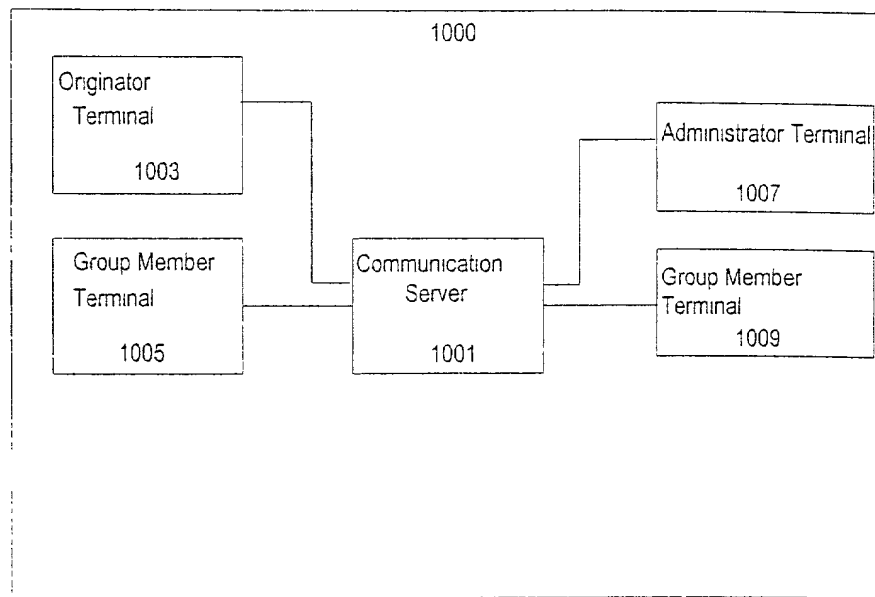 1000
Originator
Terminal
1003
Administrator Terminal
1007
Group Member
Terminal
1005
Communication
Server
1001
Group Member
Terminal
1009